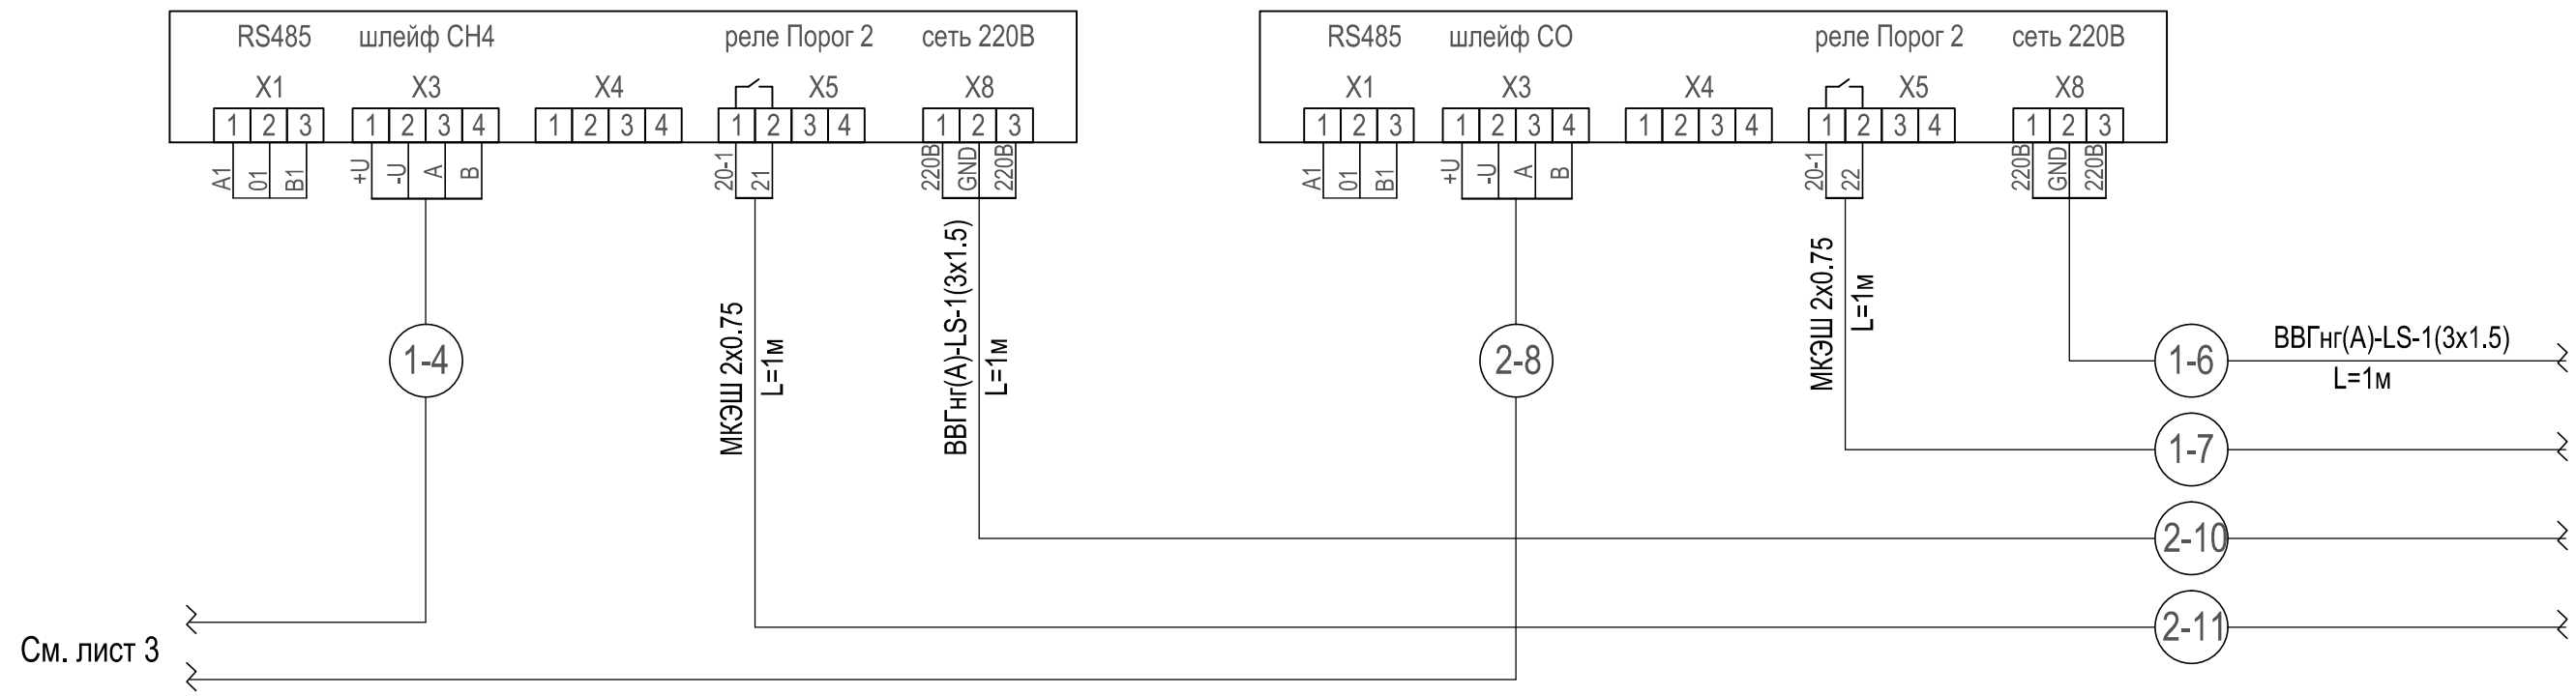 RS485 шлейф CH4 реле Порог 2 сеть 220В
X1 X3 X4 X5 X8
1 2 3 1 2 3 4 1 2 3 4 1 2 3 4 1 2 3
A1 01 B1 +U -U A B 20-1 21 220В GND 220В
RS485 шлейф CO реле Порог 2 сеть 220В
X1 X3 X4 X5 X8
1 2 3 1 2 3 4 1 2 3 4 1 2 3 4 1 2 3
A1 01 B1 +U -U A B 20-1 22 220В GND 220В
1-4
МКЭШ 2x0.75
L=1м
ВВГнг(А)-LS-1(3x1.5)
L=1м
2-8
МКЭШ 2x0.75
L=1м
1-6
ВВГнг(А)-LS-1(3x1.5)
L=1м
1-7
2-10
2-11
См. лист 3